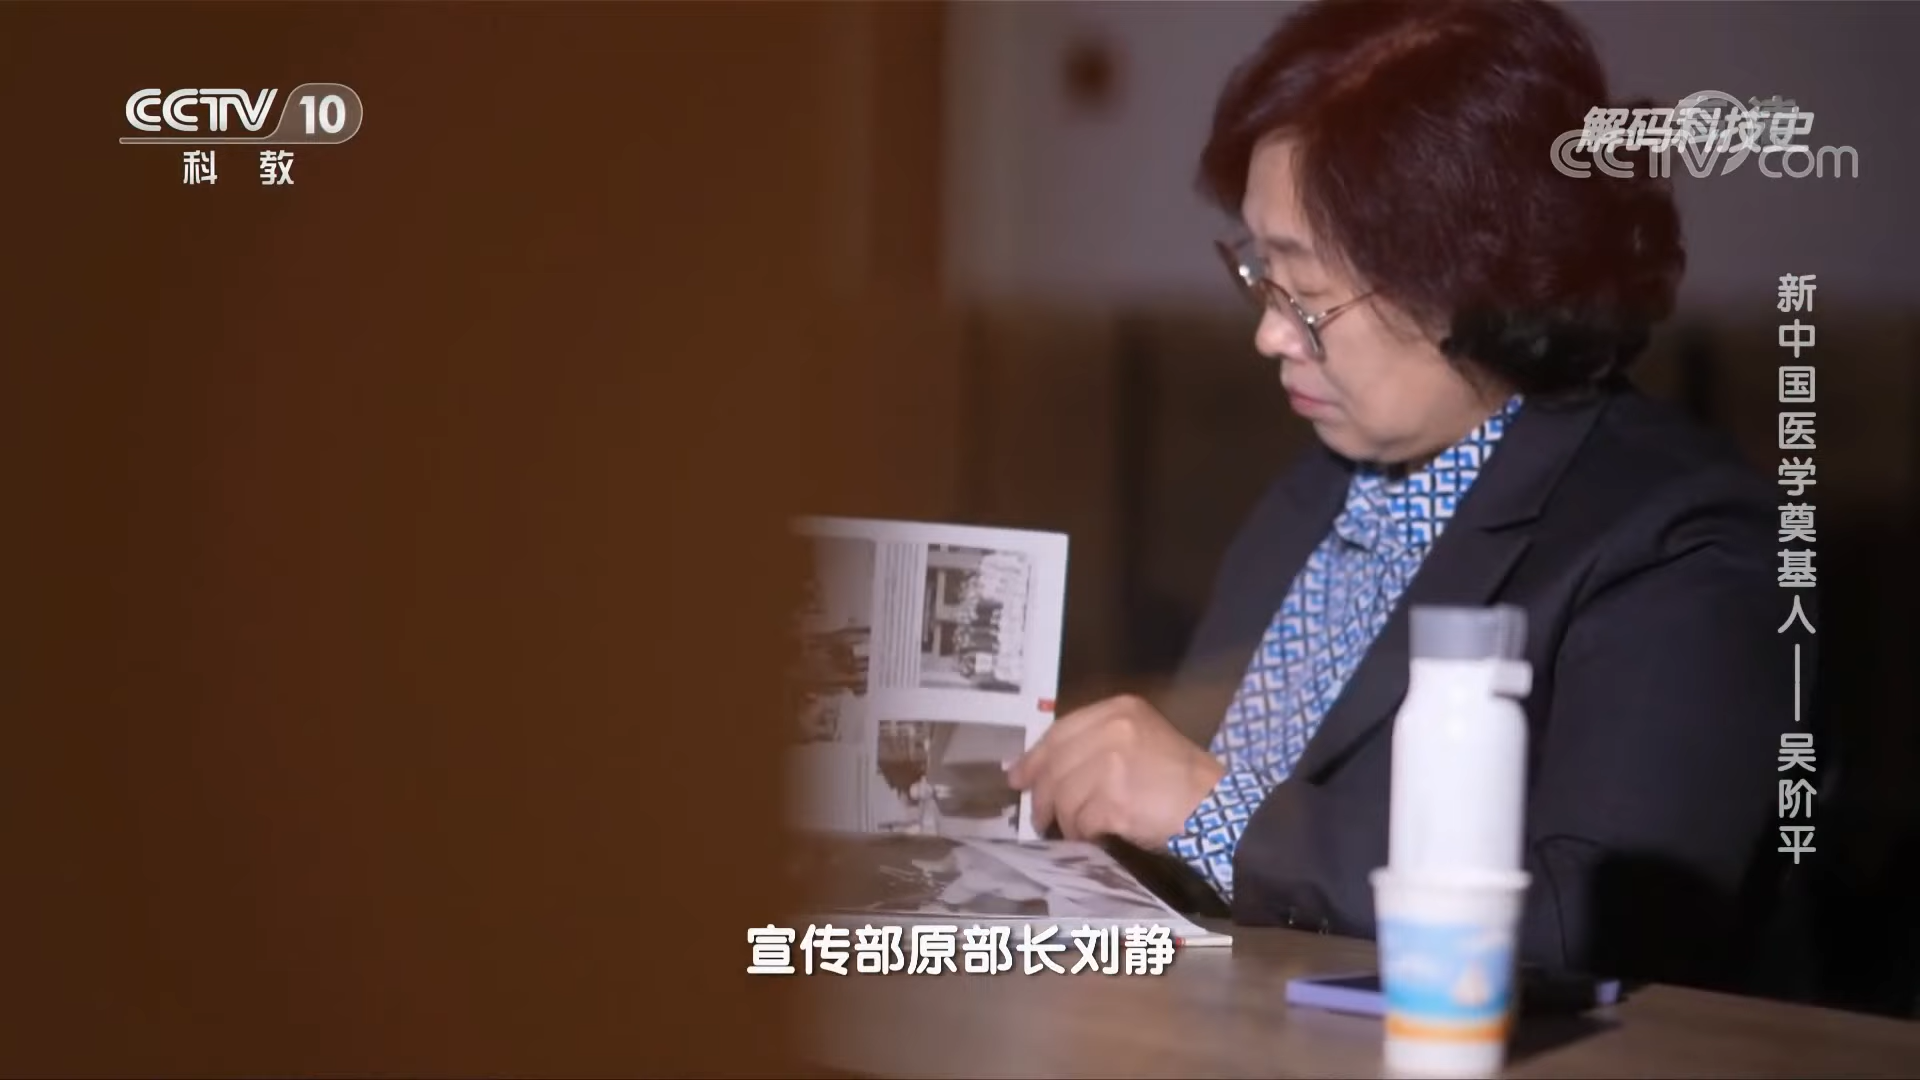 CCTV 10
科 教
解码科技史
CCTV.com
新中国医学奠基人——吴阶平
宣传部原部长刘静